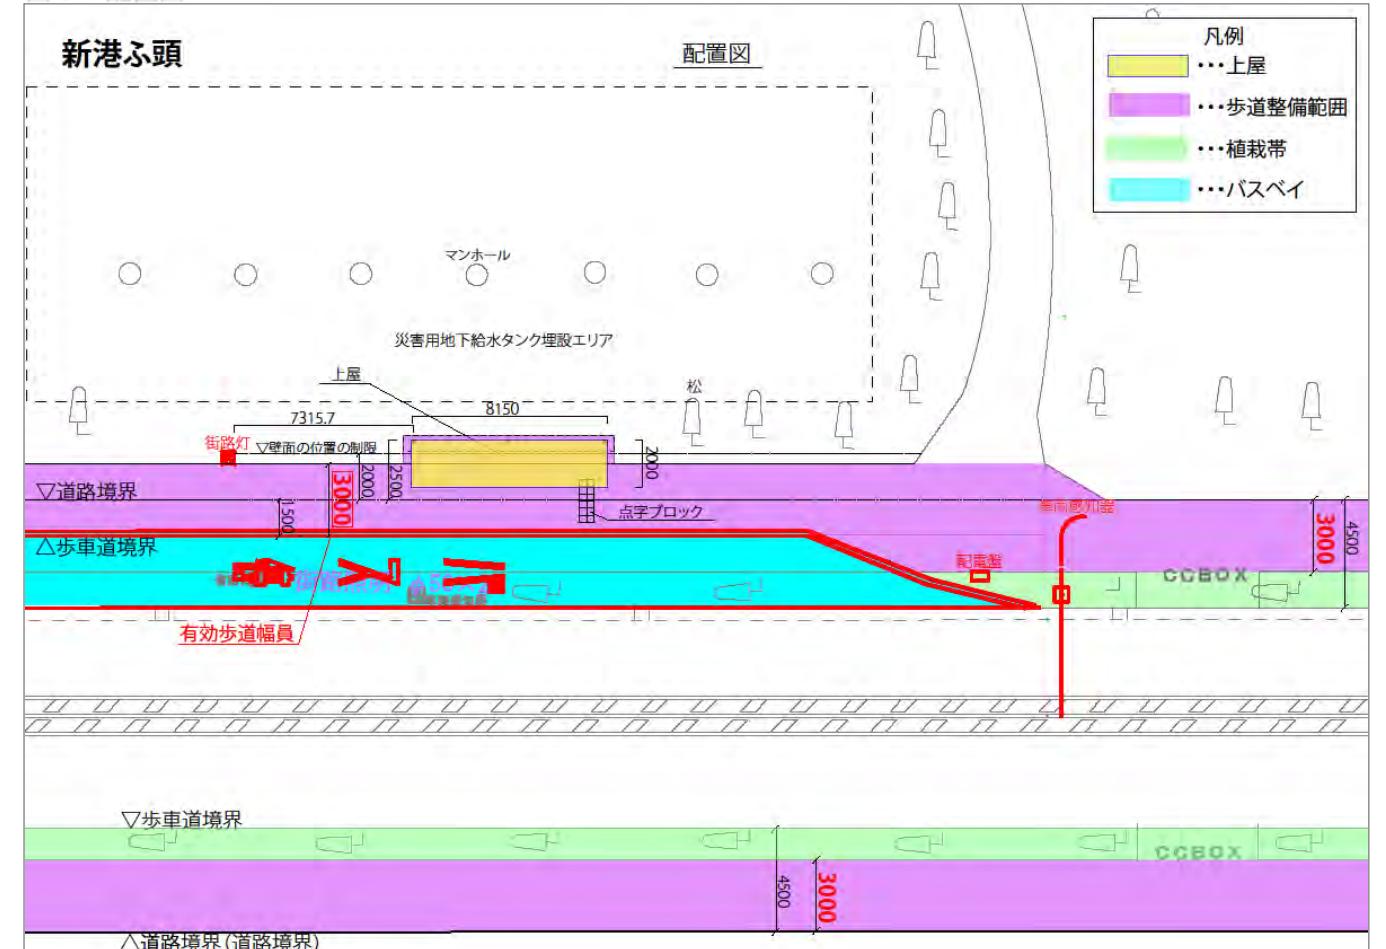 新港ふ頭
配置図
凡例
・・・上屋
・・・歩道整備範囲
・・・植栽帯
・・・バスベイ
マンホール
災害用地下給水タンク埋設エリア
上屋
松
7315.7
8150
街路灯
▽壁面の位置の制限
2000
2500
2000
3000
▽道路境界
1500
点字ブロック
3000
4500
△歩車道境界
配電盤
CCBOX
有効歩道幅員
▽歩車道境界
CCBOX
4500
3000
△道路境界(道路境界)